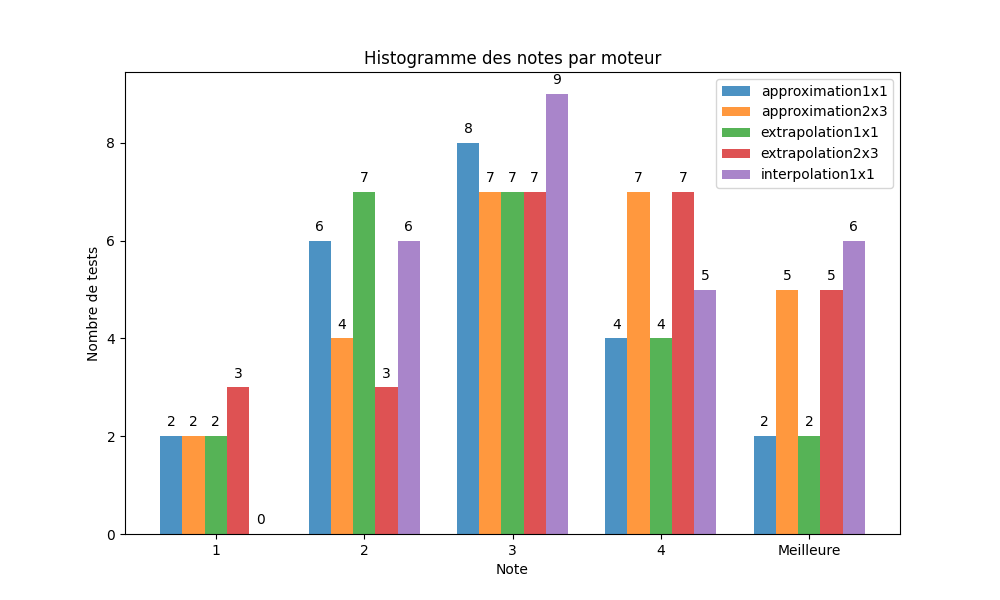 Histogramme des notes par moteur
approximation1x1
approximation2x3
extrapolation1x1
extrapolation2x3
interpolation1x1
Nombre de tests
8
6
4
2
0
2 2 2 3 0
6 4 7 3 6
8 7 7 7 9
4 7 4 7 5
2 5 2 5 6
1 2 3 4 Meilleure
Note